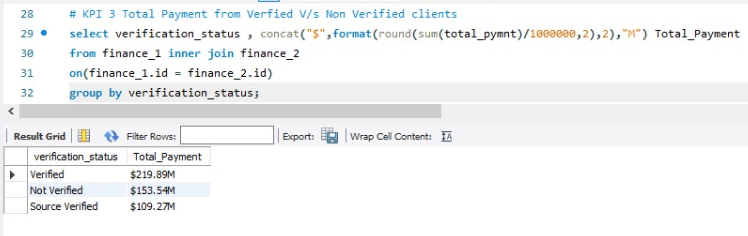 28 # KPI 3 Total Payment from Verfied V/s Non Verified clients
29 select verification_status , concat("$",format(round(sum(total_pymnt)/1000000,2),2),"M") Total_Payment
30 from finance_1 inner join finance_2
31 on(finance_1.id = finance_2.id)
32 group by verification_status;
Result Grid Filter Rows: Export: Wrap Cell Content:
verification_status Total_Payment
Verified $219.89M
Not Verified $153.54M
Source Verified $109.27M